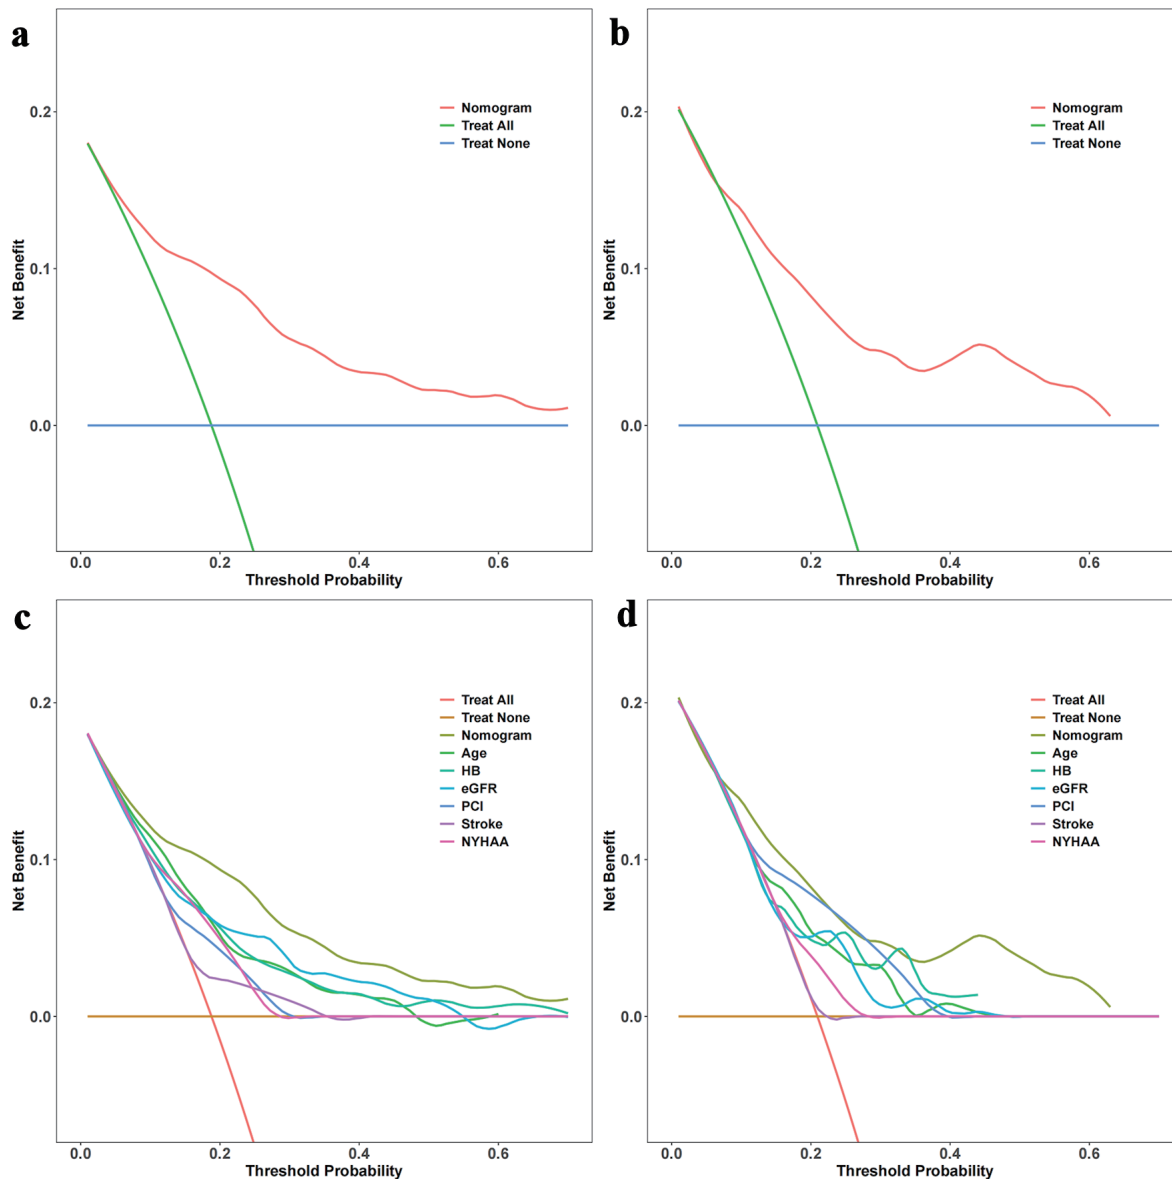 a
Net Benefit
0.2
0.1
0.0
Nomogram
Treat All
Treat None
0.0 0.2 0.4 0.6
Threshold Probability
b
Net Benefit
0.2
0.1
0.0
Nomogram
Treat All
Treat None
0.0 0.2 0.4 0.6
Threshold Probability
c
Net Benefit
0.2
0.1
0.0
Treat All
Treat None
Nomogram
Age
HB
eGFR
PCI
Stroke
NYHAA
0.0 0.2 0.4 0.6
Threshold Probability
d
Net Benefit
0.2
0.1
0.0
Treat All
Treat None
Nomogram
Age
HB
eGFR
PCI
Stroke
NYHAA
0.0 0.2 0.4 0.6
Threshold Probability